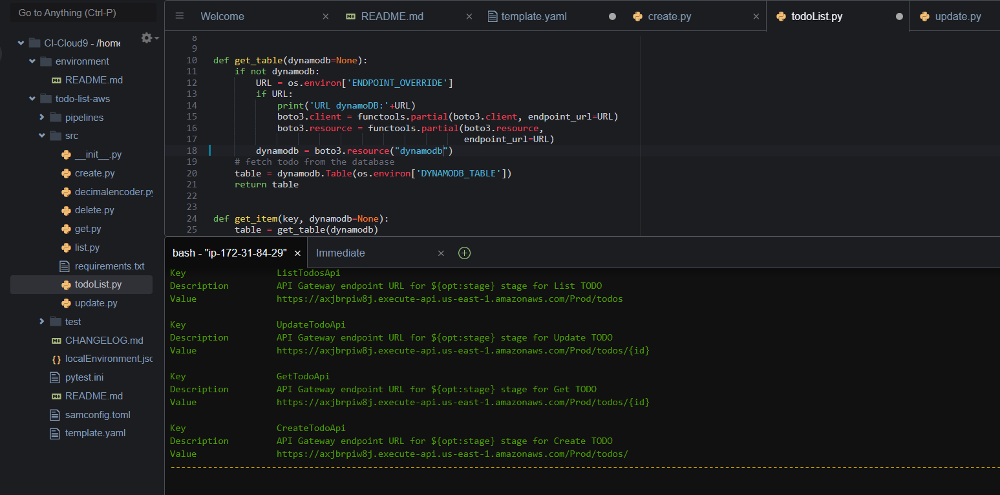 Go to Anything (Ctrl-P)
CI-Cloud9 - /home
environment
README.md
todo-list-aws
pipelines
src
__init__.py
create.py
decimalencoder.py
delete.py
get.py
list.py
requirements.txt
todoList.py
update.py
test
CHANGELOG.md
localEnvironment.jsc
pytest.ini
README.md
samconfig.toml
template.yaml
Welcome
README.md
template.yaml
create.py
todoList.py
update.py
8
9
10 def get_table(dynamodb=None):
11 if not dynamodb:
12 URL = os.environ['ENDPOINT_OVERRIDE']
13 if URL:
14 print('URL dynamoDB:'+URL)
15 boto3.client = functools.partial(boto3.client, endpoint_url=URL)
16 boto3.resource = functools.partial(boto3.resource,
17 endpoint_url=URL)
18 dynamodb = boto3.resource("dynamodb")
19 # fetch todo from the database
20 table = dynamodb.Table(os.environ['DYNAMODB_TABLE'])
21 return table
22
23
24 def get_item(key, dynamodb=None):
25 table = get_table(dynamodb)
bash - "ip-172-31-84-29"
Immediate
Key ListTodosApi
Description API Gateway endpoint URL for ${opt:stage} stage for List TODO
Value https://axjbrpiw8j.execute-api.us-east-1.amazonaws.com/Prod/todos
Key UpdateTodoApi
Description API Gateway endpoint URL for ${opt:stage} stage for Update TODO
Value https://axjbrpiw8j.execute-api.us-east-1.amazonaws.com/Prod/todos/{id}
Key GetTodoApi
Description API Gateway endpoint URL for ${opt:stage} stage for Get TODO
Value https://axjbrpiw8j.execute-api.us-east-1.amazonaws.com/Prod/todos/{id}
Key CreateTodoApi
Description API Gateway endpoint URL for ${opt:stage} stage for Create TODO
Value https://axjbrpiw8j.execute-api.us-east-1.amazonaws.com/Prod/todos/